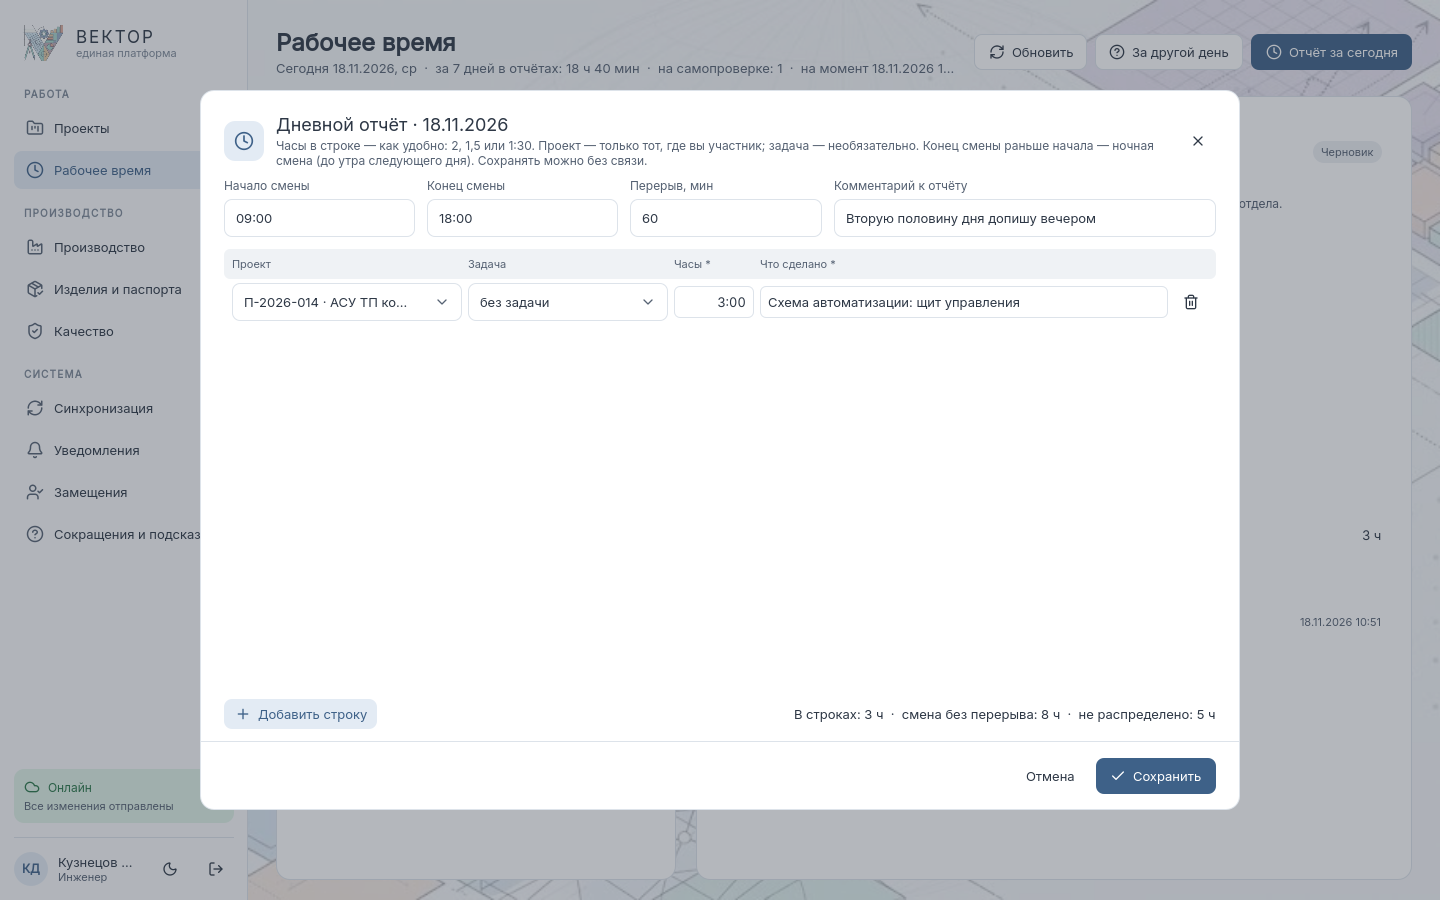 ВЕКТОР
единая платформа
РАБОТА
Проекты
Рабочее время
ПРОИЗВОДСТВО
Производство
Изделия и паспорта
Качество
СИСТЕМА
Синхронизация
Уведомления
Замещения
Сокращения и подсказ
Онлайн
Все изменения отправлены
КД
Кузнецов ...
Инженер
Рабочее время
Сегодня 18.11.2026, ср · за 7 дней в отчётах: 18 ч 40 мин · на самопроверке: 1 · на момент 18.11.2026 1...
Обновить
За другой день
Отчёт за сегодня
Черновик
отдела.
3 ч
18.11.2026 10:51
Дневной отчёт · 18.11.2026
Часы в строке — как удобно: 2, 1,5 или 1:30. Проект — только тот, где вы участник; задача — необязательно. Конец смены раньше начала — ночная
смена (до утра следующего дня). Сохранять можно без связи.
Начало смены
Конец смены
Перерыв, мин
Комментарий к отчёту
09:00
18:00
60
Вторую половину дня допишу вечером
Проект
Задача
Часы *
Что сделано *
П-2026-014 · АСУ ТП ко...
без задачи
3:00
Схема автоматизации: щит управления
Добавить строку
В строках: 3 ч · смена без перерыва: 8 ч · не распределено: 5 ч
Отмена
Сохранить